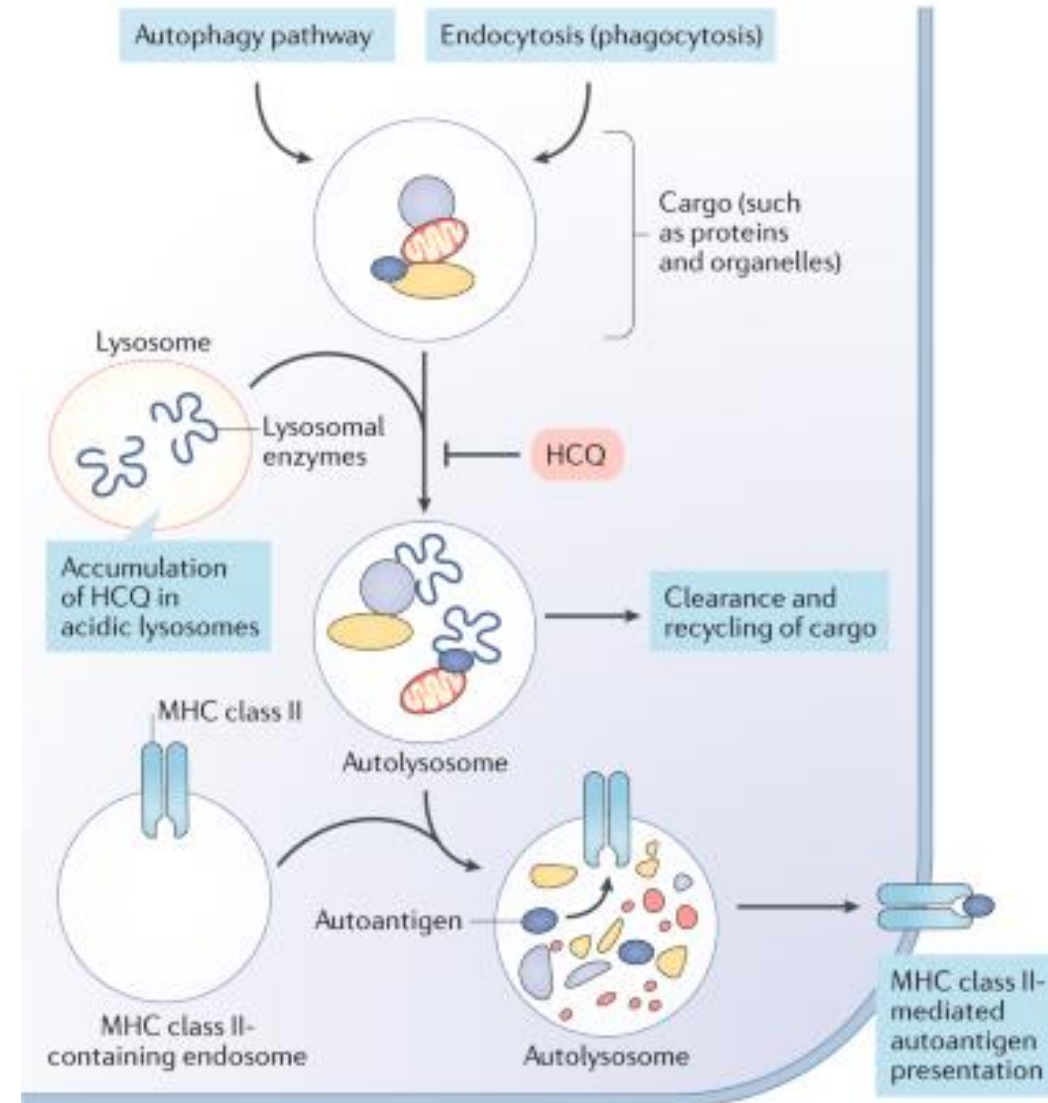 Autophagy pathway
Endocytosis (phagocytosis)
Cargo (such
as proteins
and organelles)
Lysosome
Lysosomal
enzymes
HCQ
Accumulation
of HCQ in
acidic lysosomes
Clearance and
recycling of cargo
MHC class II
Autolysosome
Autoantigen
MHC class II-
containing endosome
Autolysosome
MHC class II-
mediated
autoantigen
presentation